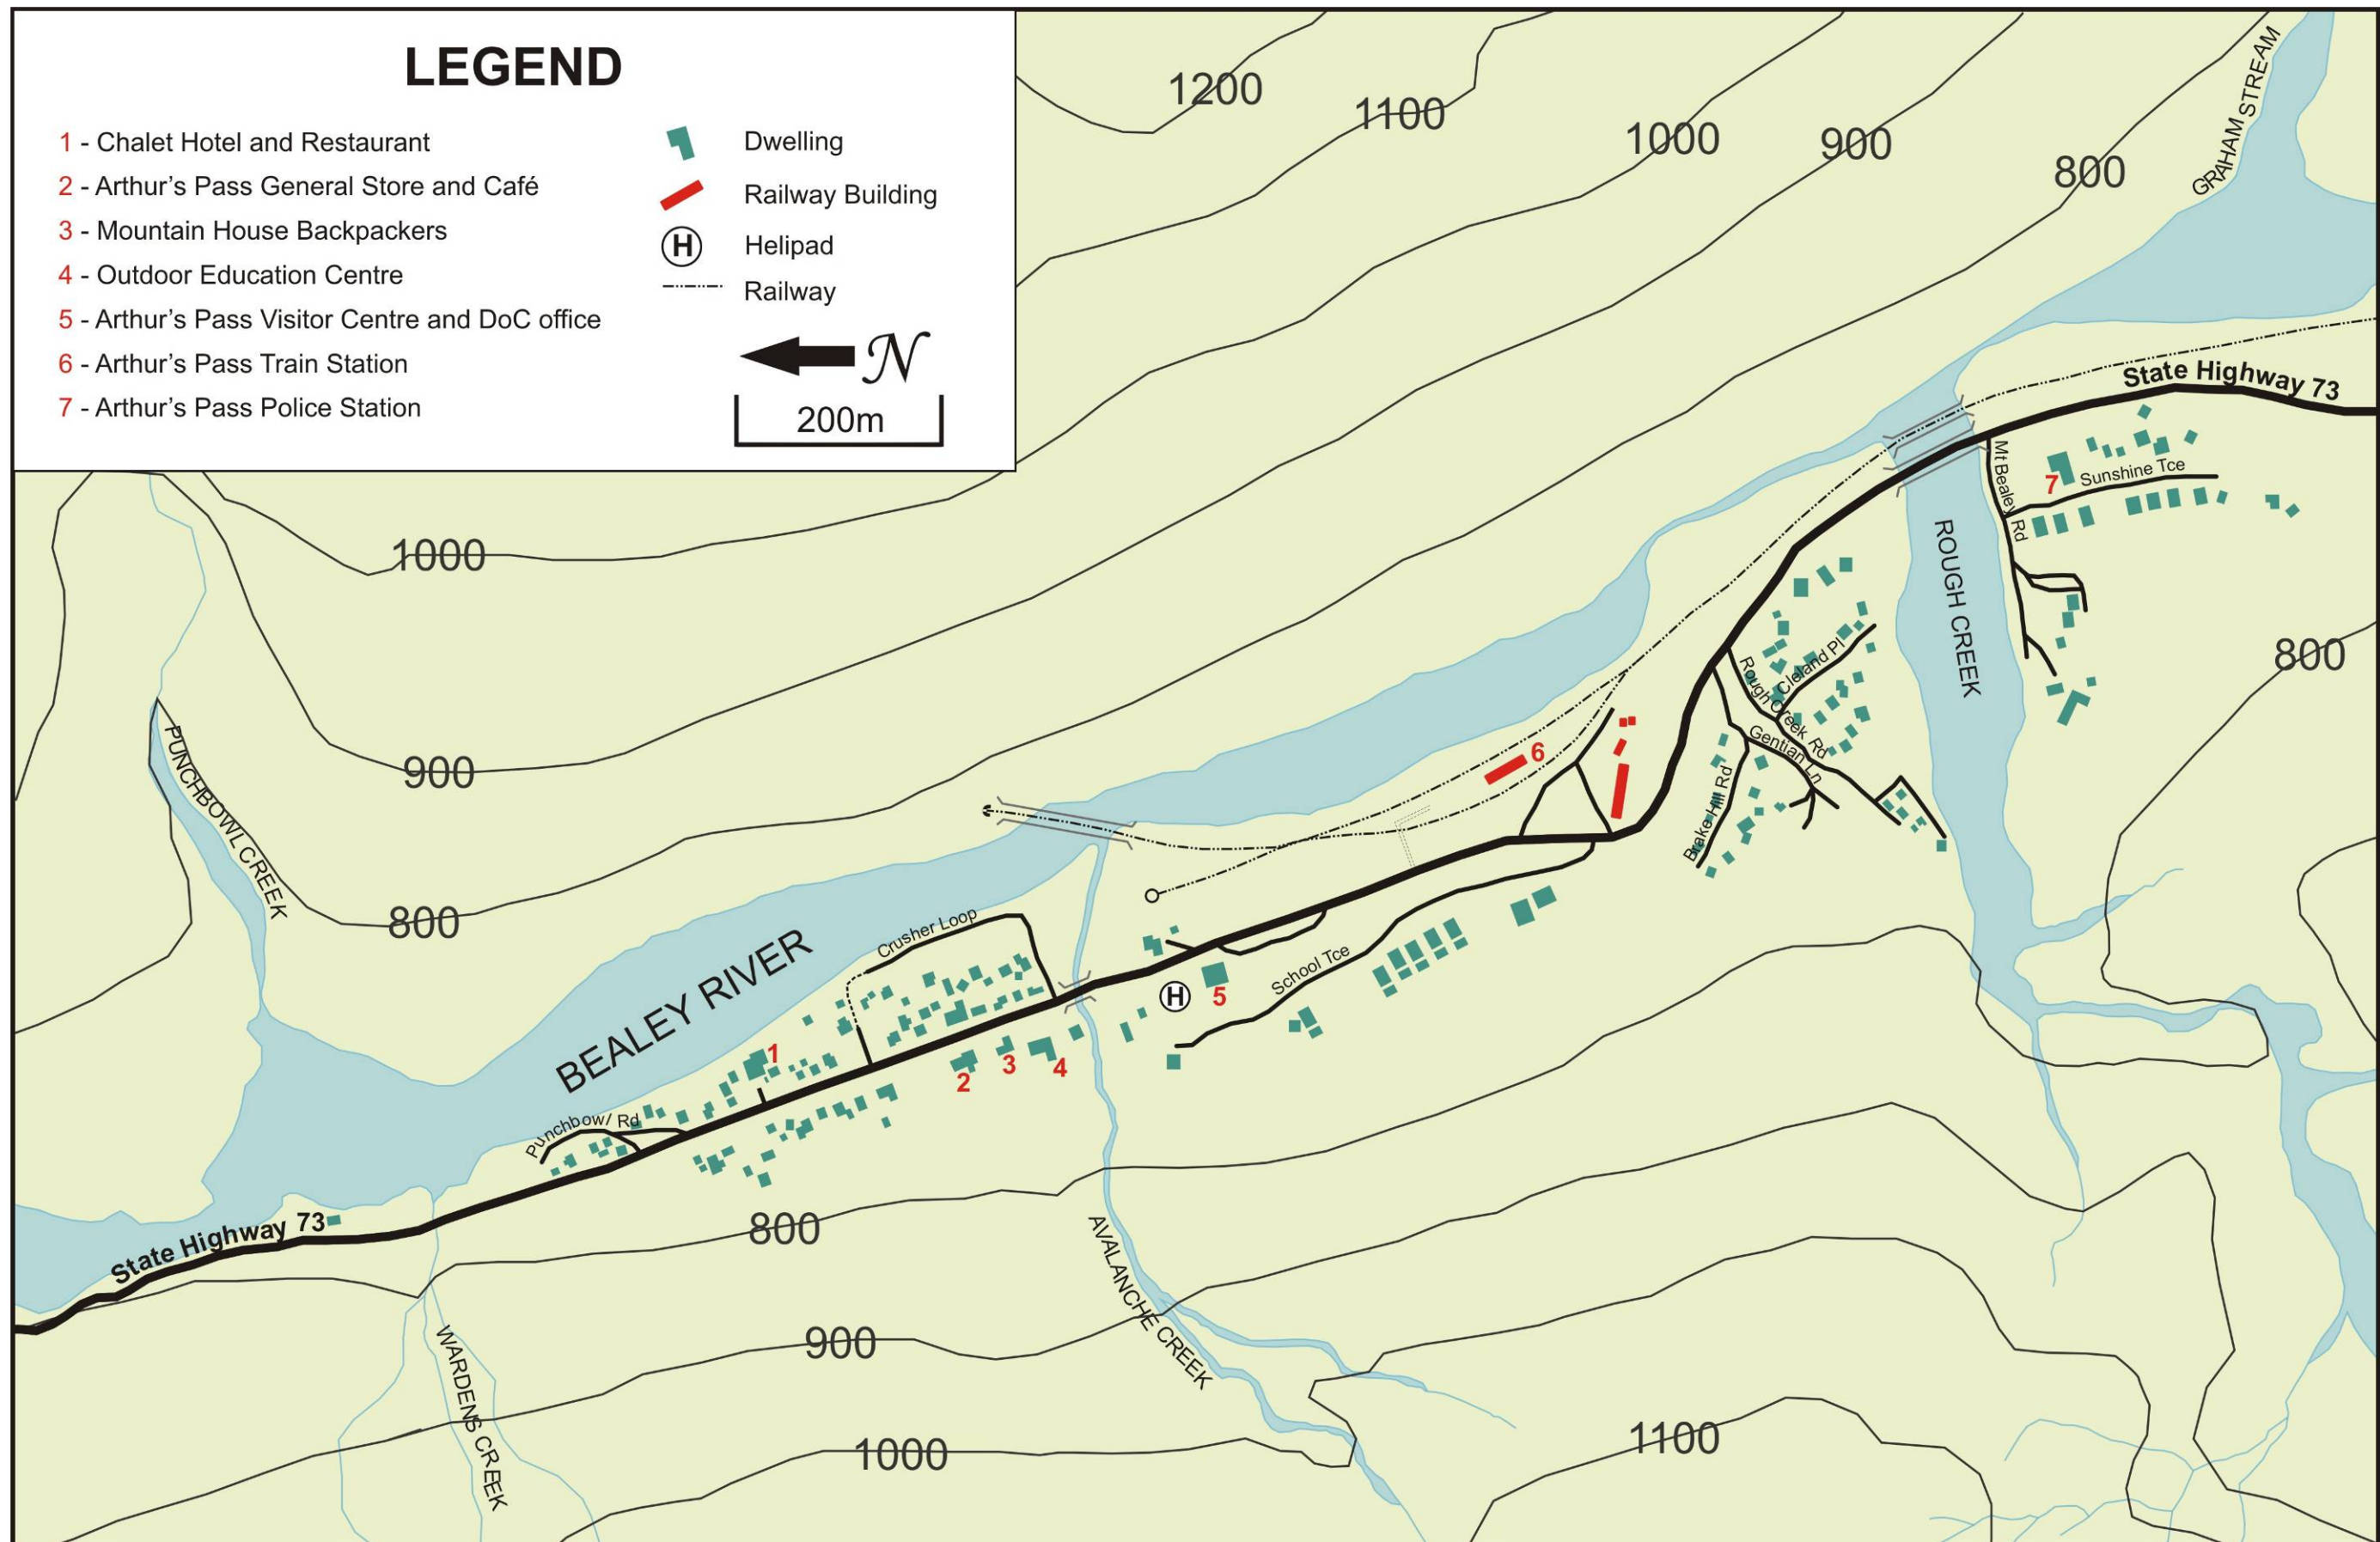 LEGEND
1 - Chalet Hotel and Restaurant
2 - Arthur's Pass General Store and Café
3 - Mountain House Backpackers
4 - Outdoor Education Centre
5 - Arthur's Pass Visitor Centre and DoC office
6 - Arthur's Pass Train Station
7 - Arthur's Pass Police Station
Dwelling
Railway Building
H Helipad
Railway
N
200m
1200
1100
1000
900
800
GRAHAM STREAM
State Highway 73
Mt Bealey Rd
7
Sunshine Tce
ROUGH CREEK
800
1000
900
800
PUNCHBOWL CREEK
Cleland Pl
Rough Creek Rd
Gentian Ln
Brake Hill Rd
6
BEALEY RIVER
Crusher Loop
School Tce
H
5
1
2
3
4
Punchbowl Rd
State Highway 73
800
900
1000
AVALANCHE CREEK
WARDENS CREEK
1100